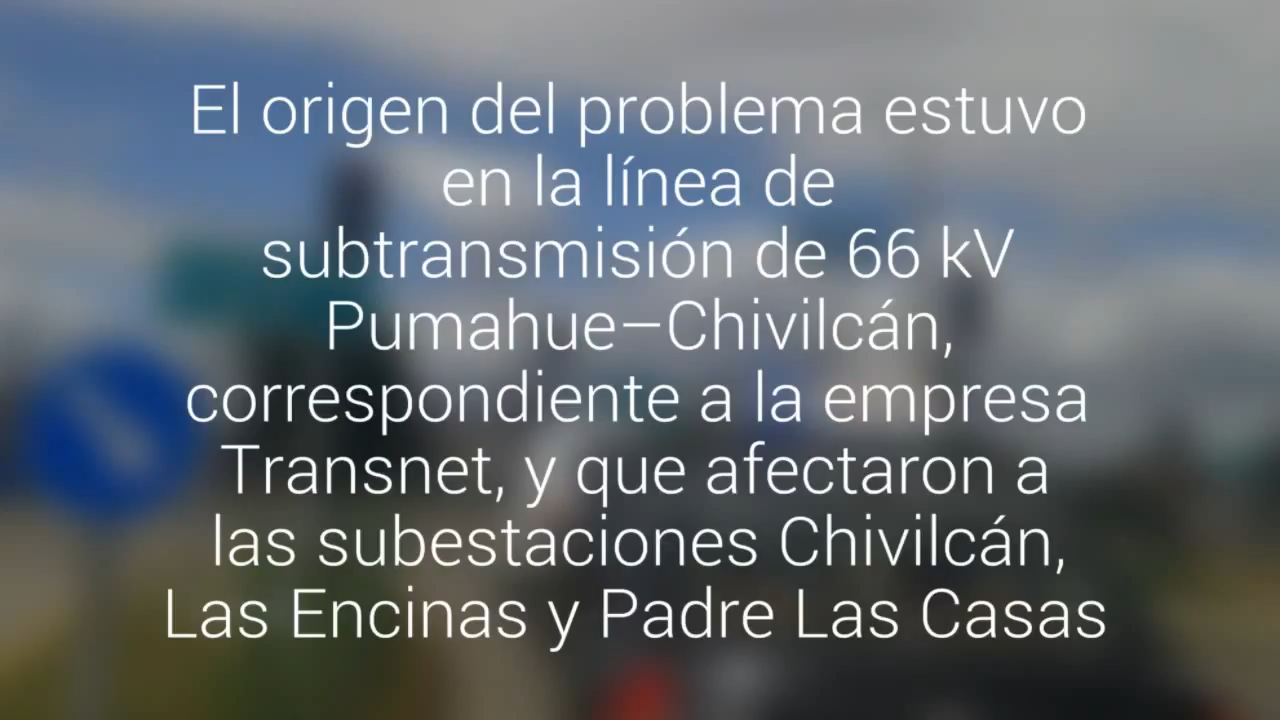 El origen del problema estuvo
en la línea de
subtransmisión de 66 kV
Pumahue–Chivilcán,
correspondiente a la empresa
Transnet, y que afectaron a
las subestaciones Chivilcán,
Las Encinas y Padre Las Casas